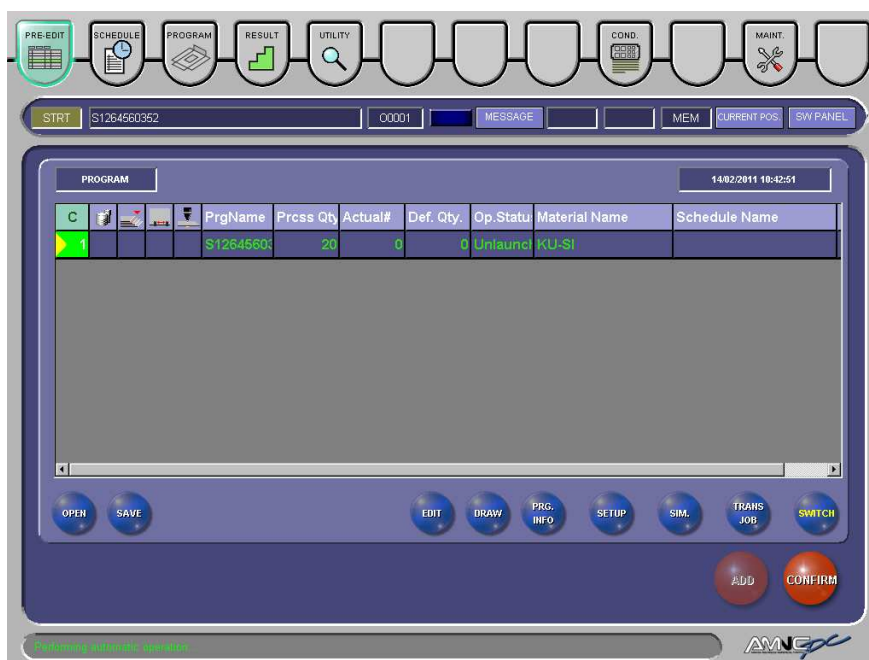 PRE-EDIT SCHEDULE PROGRAM RESULT UTILITY COND. MAINT.
STRT S1264560352 O0001 MESSAGE MEM CURRENT POS. SW PANEL
PROGRAM 14/02/2011 10:42:51
C PrgName Prcss Qty Actual# Def. Qty. Op.Statu: Material Name Schedule Name
1 S12645603 20 0 0 Unlaunch KU-SI
OPEN SAVE EDIT DRAW PRG. INFO SETUP SIM. TRANS JOB SWITCH
ADD CONFIRM
Performing automatic operation AMNC pc